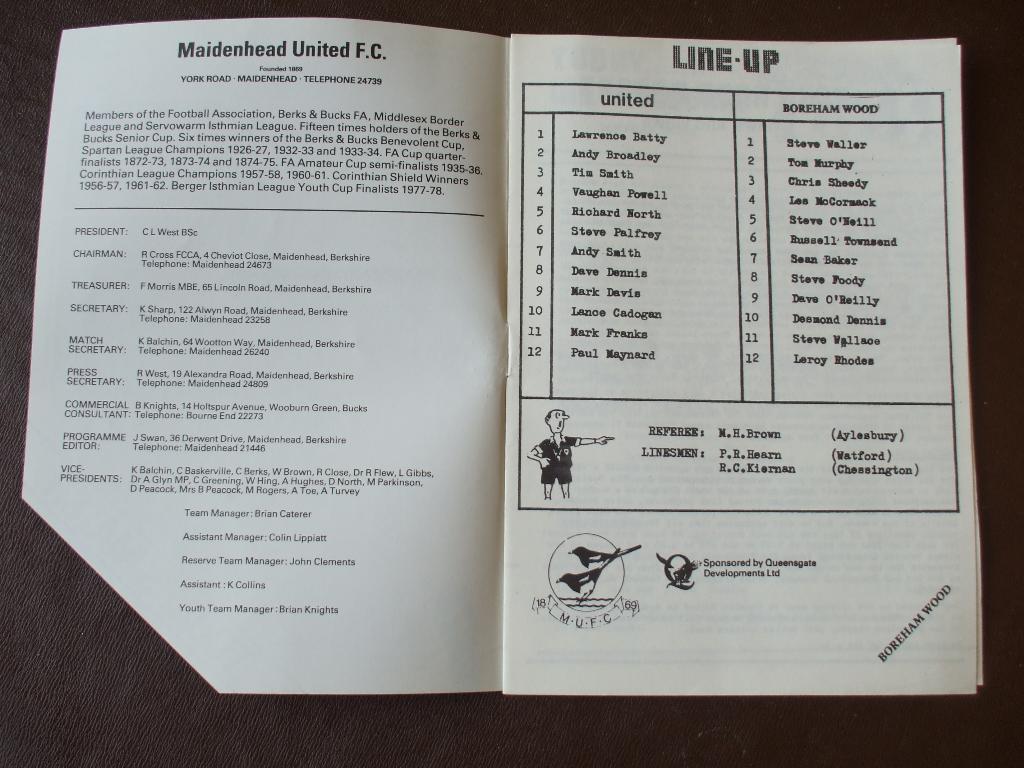 Maidenhead United F.C.
Founded 1869
YORK ROAD · MAIDENHEAD · TELEPHONE 24739
Members of the Football Association, Berks & Bucks FA, Middlesex Border
League and Servowarm Isthmian League. Fifteen times holders of the Berks &
Bucks Senior Cup. Six times winners of the Berks & Bucks Benevolent Cup,
Spartan League Champions 1926-27, 1932-33 and 1933-34. FA Cup quarter-
finalists 1872-73, 1873-74 and 1874-75. FA Amateur Cup semi-finalists 1935-36.
Corinthian League Champions 1957-58, 1960-61. Corinthian Shield Winners
1956-57, 1961-62. Berger Isthmian League Youth Cup Finalists 1977-78.
PRESIDENT: C L West BSc
CHAIRMAN: R Cross FCCA, 4 Cheviot Close, Maidenhead, Berkshire
Telephone: Maidenhead 24673
TREASURER: F Morris MBE, 65 Lincoln Road, Maidenhead, Berkshire
SECRETARY: K Sharp, 122 Alwyn Road, Maidenhead, Berkshire
Telephone: Maidenhead 23258
MATCH K Balchin, 64 Wootton Way, Maidenhead, Berkshire
SECRETARY: Telephone: Maidenhead 26240
PRESS R West, 19 Alexandra Road, Maidenhead, Berkshire
SECRETARY: Telephone: Maidenhead 24809
COMMERCIAL B Knights, 14 Holtspur Avenue, Wooburn Green, Bucks
CONSULTANT: Telephone: Bourne End 22273
PROGRAMME J Swan, 36 Derwent Drive, Maidenhead, Berkshire
EDITOR: Telephone: Maidenhead 21446
VICE- K Balchin, C Baskerville, C Berks, W Brown, R Close, Dr R Flew, L Gibbs,
PRESIDENTS: Dr A Glyn MP, C Greening, W Hing, A Hughes, D North, M Parkinson,
D Peacock, Mrs B Peacock, M Rogers, A Toe, A Turvey
Team Manager: Brian Caterer
Assistant Manager: Colin Lippiatt
Reserve Team Manager: John Clements
Assistant: K Collins
Youth Team Manager: Brian Knights
LINE-UP
united
1 Lawrence Batty
2 Andy Broadley
3 Tim Smith
4 Vaughan Powell
5 Richard North
6 Steve Palfrey
7 Andy Smith
8 Dave Dennis
9 Mark Davis
10 Lance Cadogan
11 Mark Franks
12 Paul Maynard
BOREHAM WOOD
1 Steve Waller
2 Tom Murphy
3 Chris Sheedy
4 Les McCormack
5 Steve O'Neill
6 Russell Townsend
7 Sean Baker
8 Steve Foody
9 Dave O'Reilly
10 Desmond Dennis
11 Steve Wallace
12 Leroy Rhodes
REFEREE: M.H.Brown (Aylesbury)
LINESMEN: P.R.Hearn (Watford)
R.C.Kiernan (Chessington)
18 69
M·U·F·C
Sponsored by Queensgate
Developments Ltd
BOREHAM WOOD